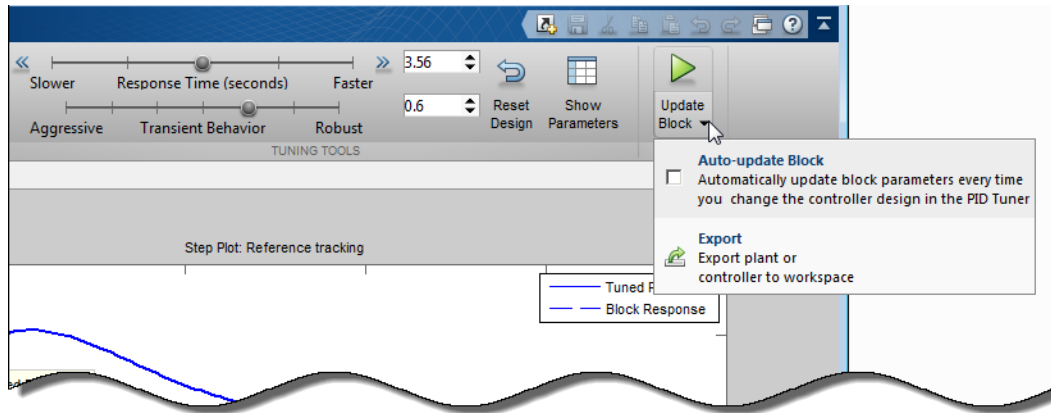 3.56
Slower Response Time (seconds) Faster
0.6
Aggressive Transient Behavior Robust
Reset
Design
Show
Parameters
Update
Block
TUNING TOOLS
Auto-update Block
Automatically update block parameters every time
you change the controller design in the PID Tuner
Export
Export plant or
controller to workspace
Step Plot: Reference tracking
Tuned
Block Response